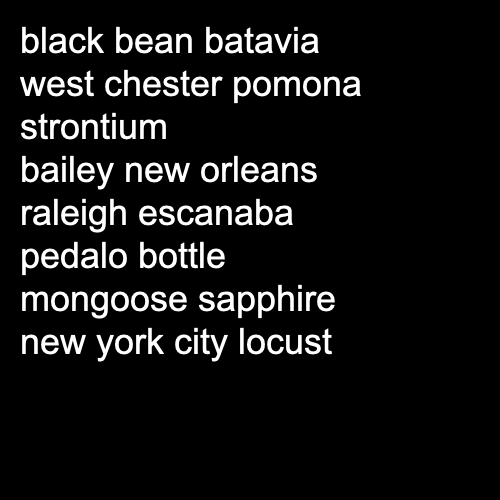 black bean batavia
west chester pomona
strontium
bailey new orleans
raleigh escanaba
pedalo bottle
mongoose sapphire
new york city locust